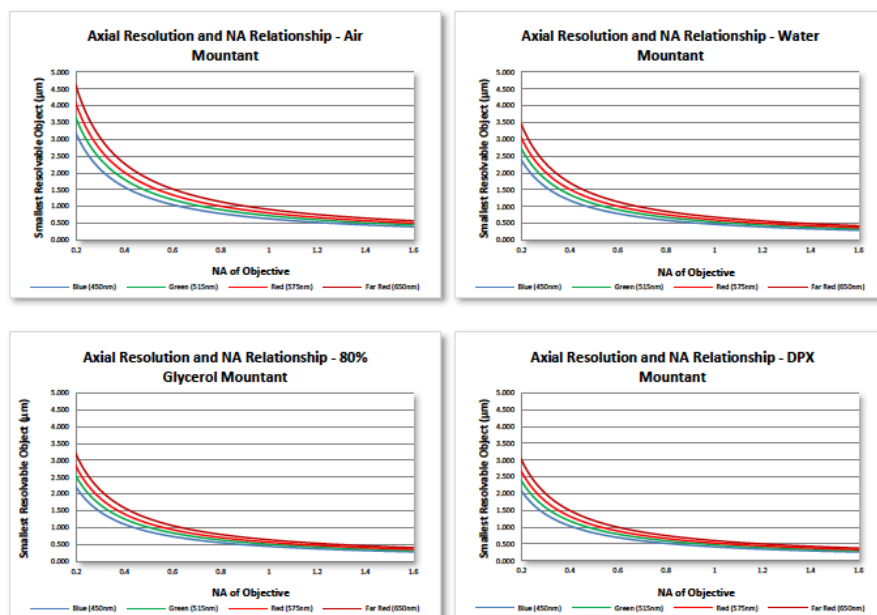 Axial Resolution and NA Relationship - Air
Mountant
Smallest Resolvable Object (µm)
5.000
4.500
4.000
3.500
3.000
2.500
2.000
1.500
1.000
0.500
0.000
0.2 0.4 0.6 0.8 1 1.2 1.4 1.6
NA of Objective
Blue (450nm) Green (515nm) Red (575nm) Far Red (650nm)
Axial Resolution and NA Relationship - Water
Mountant
Smallest Resolvable Object (µm)
5.000
4.500
4.000
3.500
3.000
2.500
2.000
1.500
1.000
0.500
0.000
0.2 0.4 0.6 0.8 1 1.2 1.4 1.6
NA of Objective
Blue (450nm) Green (515nm) Red (575nm) Far Red (650nm)
Axial Resolution and NA Relationship - 80%
Glycerol Mountant
Smallest Resolvable Object (µm)
5.000
4.500
4.000
3.500
3.000
2.500
2.000
1.500
1.000
0.500
0.000
0.2 0.4 0.6 0.8 1 1.2 1.4 1.6
NA of Objective
Blue (450nm) Green (515nm) Red (575nm) Far Red (650nm)
Axial Resolution and NA Relationship - DPX
Mountant
Smallest Resolvable Object (µm)
5.000
4.500
4.000
3.500
3.000
2.500
2.000
1.500
1.000
0.500
0.000
0.2 0.4 0.6 0.8 1 1.2 1.4 1.6
NA of Objective
Blue (450nm) Green (515nm) Red (575nm) Far Red (650nm)